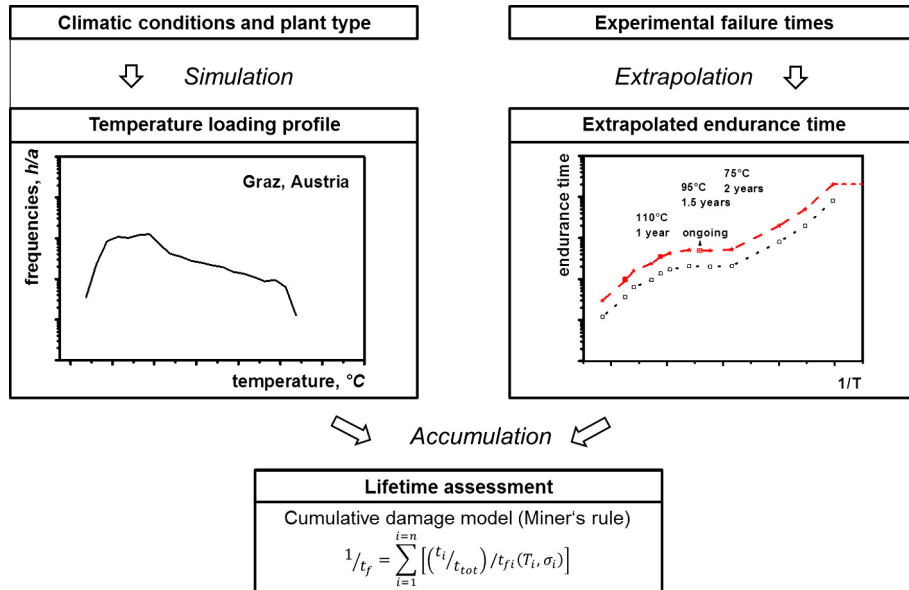 Climatic conditions and plant type
Experimental failure times
Simulation
Extrapolation
Temperature loading profile
Extrapolated endurance time
frequencies, h/a
Graz, Austria
temperature, °C
endurance time
75°C
2 years
95°C
1.5 years
110°C
1 year
ongoing
1/T
Accumulation
Lifetime assessment
Cumulative damage model (Miner‘s rule)
1/t_f = ∑_{i=1}^{i=n} [(t_i/t_tot)/t_fi(T_i, σ_i)]